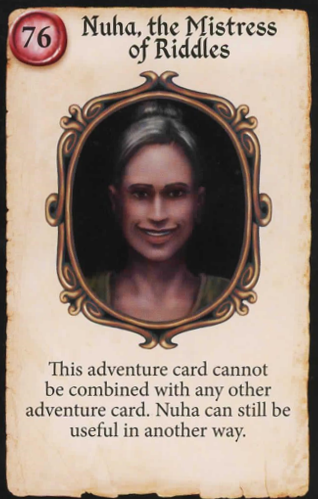 76
Nuha, the Mistress
of Riddles
This adventure card cannot
be combined with any other
adventure card. Nuha can still be
useful in another way.